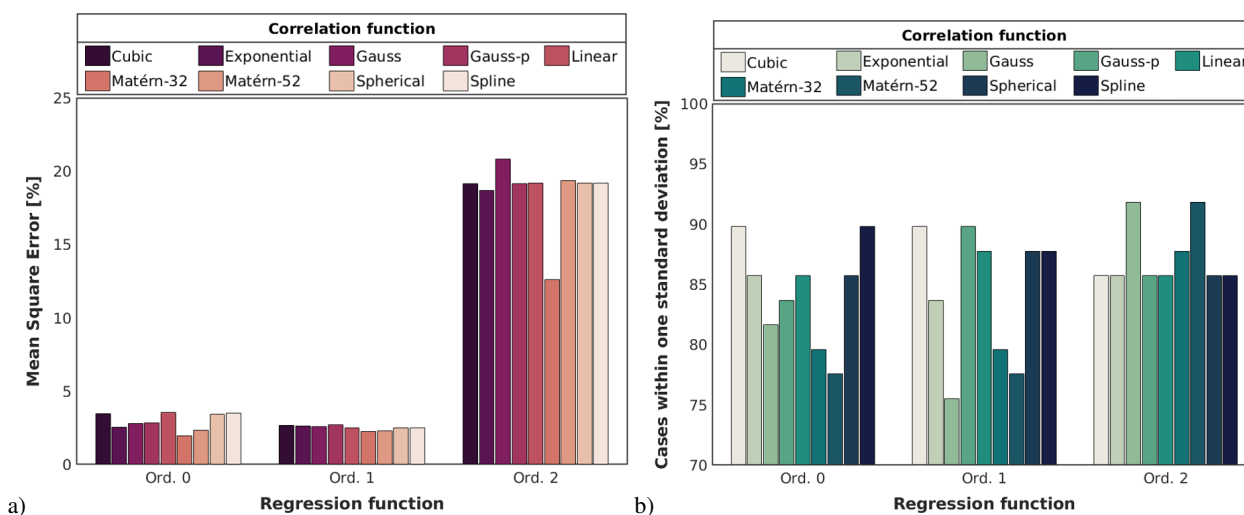 Correlation function
Cubic Exponential Gauss Gauss-p Linear
Matérn-32 Matérn-52 Spherical Spline
25
20
15
10
5
0
Mean Square Error [%]
Ord. 0 Ord. 1 Ord. 2
Regression function
a)
Correlation function
Cubic Exponential Gauss Gauss-p Linear
Matérn-32 Matérn-52 Spherical Spline
100
95
90
85
80
75
70
Cases within one standard deviation [%]
Ord. 0 Ord. 1 Ord. 2
Regression function
b)